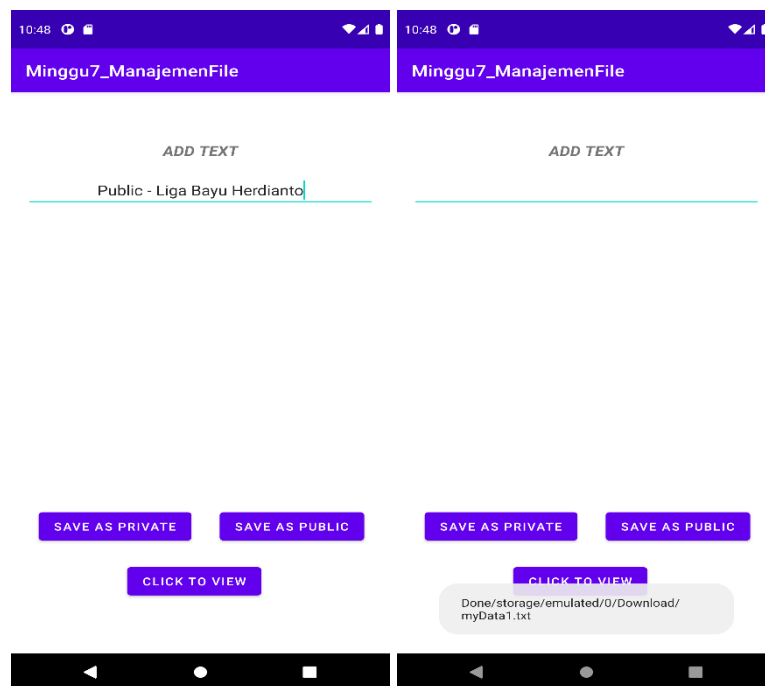 10:48
Minggu7_ManajemenFile
ADD TEXT
Public - Liga Bayu Herdianto
SAVE AS PRIVATE
SAVE AS PUBLIC
CLICK TO VIEW
10:48
Minggu7_ManajemenFile
ADD TEXT
SAVE AS PRIVATE
SAVE AS PUBLIC
CLICK TO VIEW
Done/storage/emulated/0/Download/
myData1.txt